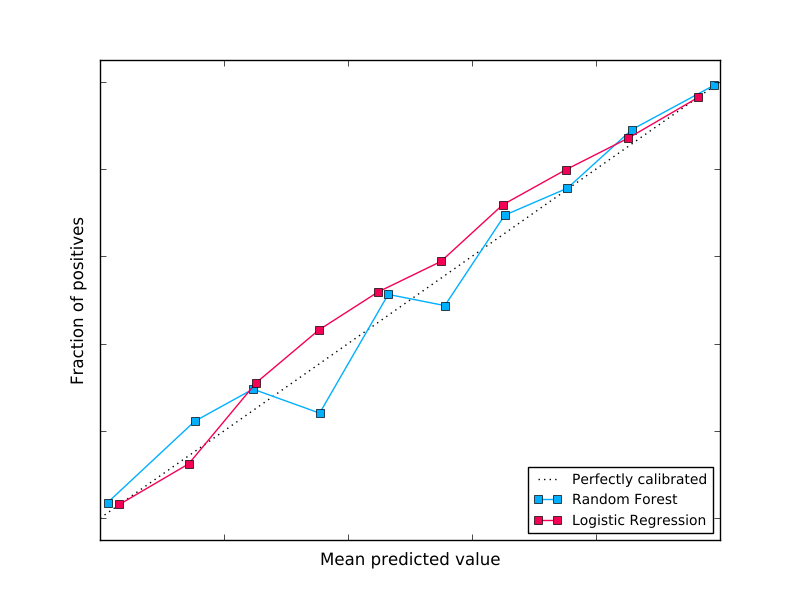 Fraction of positives
Perfectly calibrated
Random Forest
Logistic Regression
Mean predicted value